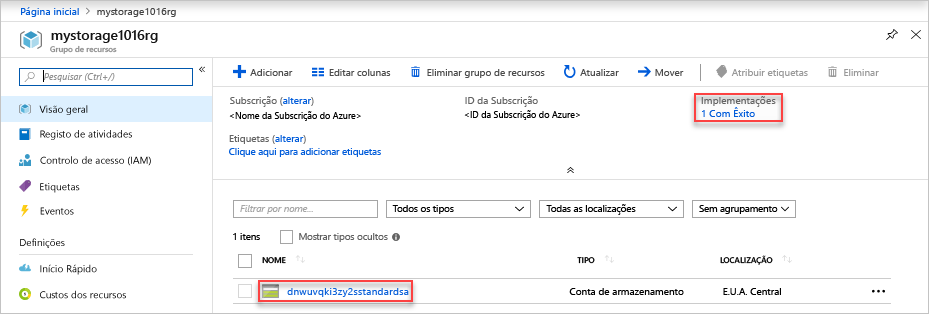 Página inicial > mystorage1016rg
mystorage1016rg
Grupo de recursos
Pesquisar (Ctrl+/)
Visão geral
Registo de atividades
Controlo de acesso (IAM)
Etiquetas
Eventos
Definições
Início Rápido
Custos dos recursos
Adicionar Editar colunas Eliminar grupo de recursos Atualizar Mover Atribuir etiquetas Eliminar
Subscrição (alterar) ID da Subscrição Implementações
<Nome da Subscrição do Azure> <ID da Subscrição do Azure> 1 Com Êxito
Etiquetas (alterar)
Clique aqui para adicionar etiquetas
Filtrar por nome... Todos os tipos Todas as localizações Sem agrupamento
1 itens Mostrar tipos ocultos
NOME TIPO LOCALIZAÇÃO
dnwuvqki3zy2sstandardsa Conta de armazenamento E.U.A. Central